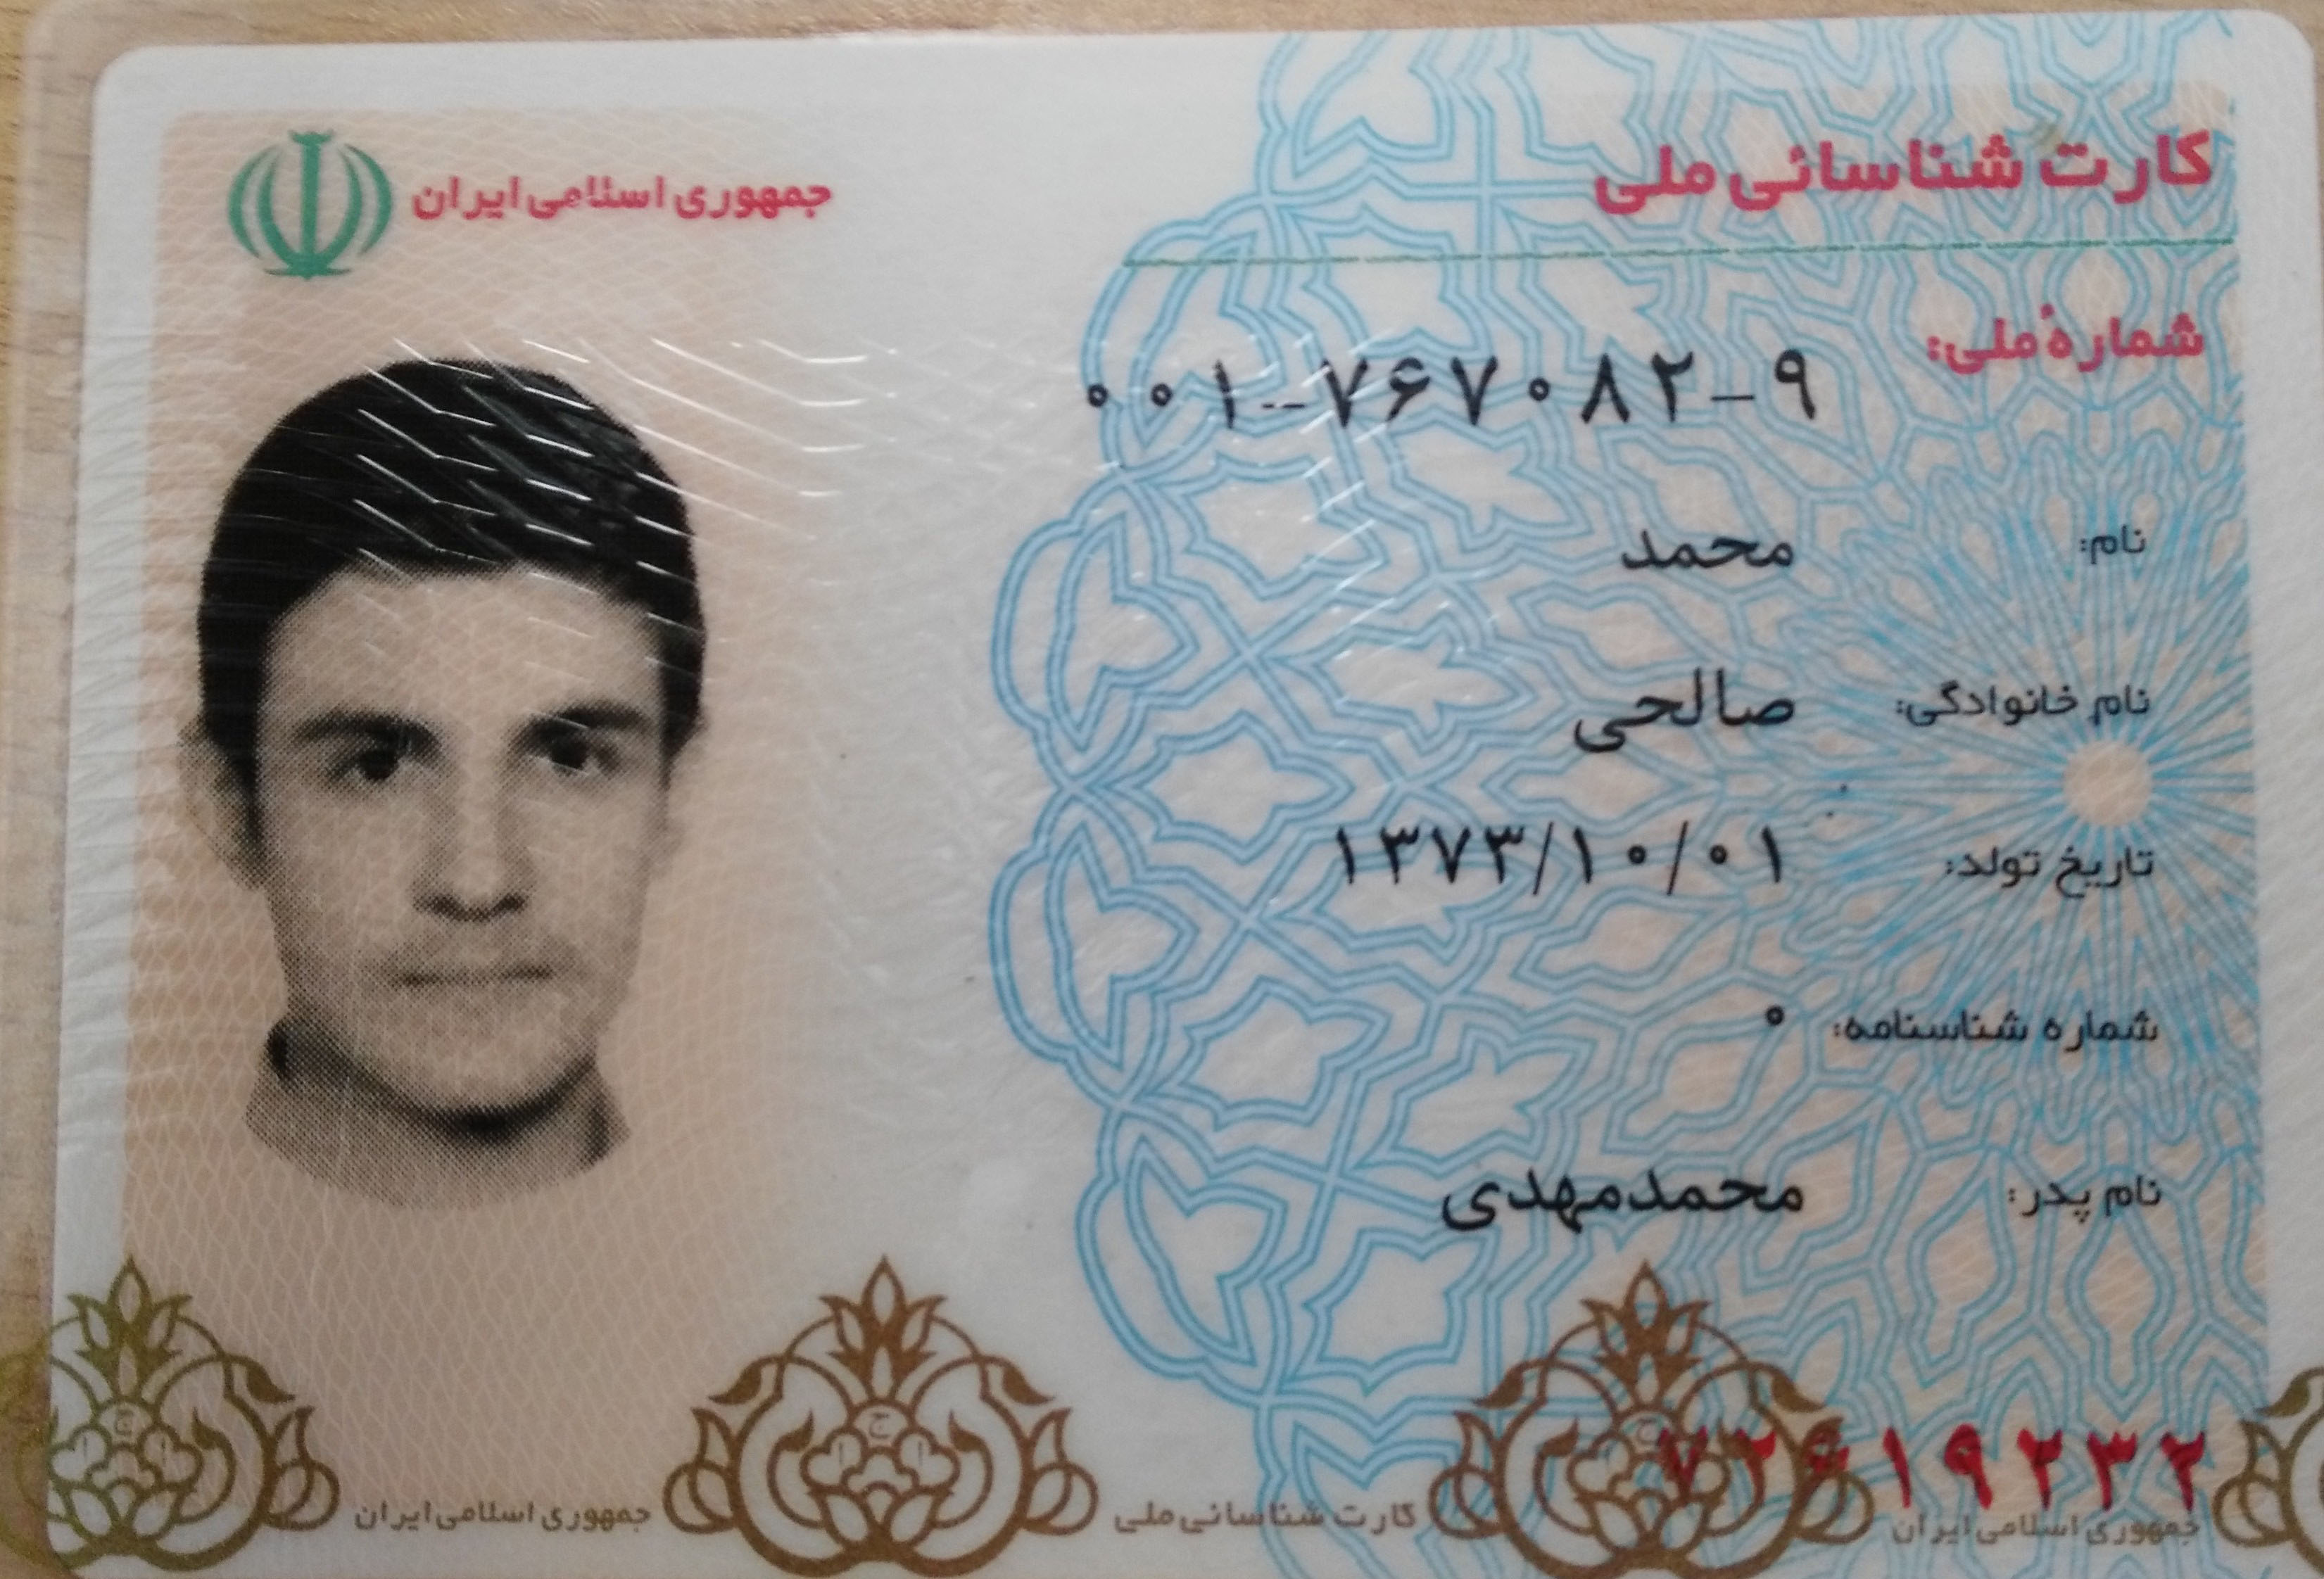 جمهوری اسلامی ایران
کارت شناسائی ملی
شمارهٔ ملی:
۰۰۱-۷۶۷۰۸۲-۹
نام: محمد
نام خانوادگی: صالحی
تاریخ تولد: ۱۳۷۳/۱۰/۰۱
شماره شناسنامه: ۰
نام پدر: محمدمهدی
جمهوری اسلامی ایران
کارت شناسائی ملی
جمهوری اسلامی ایران